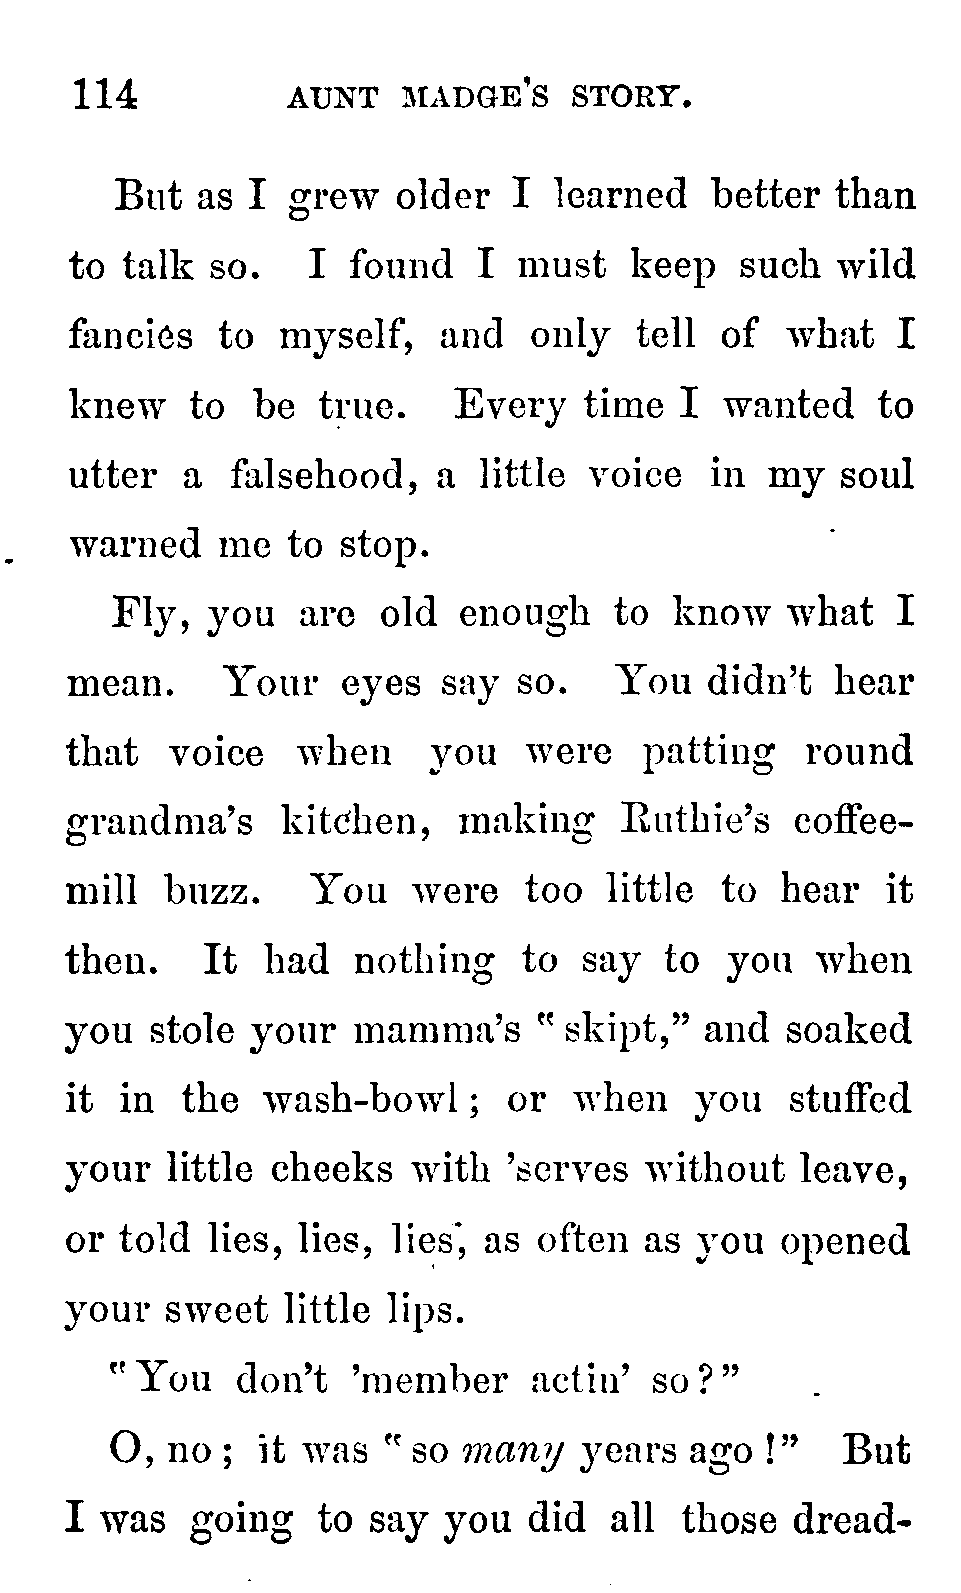 114 AUNT MADGE'S STORY.
But as I grew older I learned better than
to talk so. I found I must keep such wild
fancies to myself, and only tell of what I
knew to be true. Every time I wanted to
utter a falsehood, a little voice in my soul
warned me to stop.
Fly, you are old enough to know what I
mean. Your eyes say so. You didn't hear
that voice when you were patting round
grandma's kitchen, making Ruthie's coffee-
mill buzz. You were too little to hear it
then. It had nothing to say to you when
you stole your mamma's "skipt," and soaked
it in the wash-bowl; or when you stuffed
your little cheeks with 'serves without leave,
or told lies, lies, lies, as often as you opened
your sweet little lips.
"You don't 'member actin' so?"
O, no; it was "so many years ago!" But
I was going to say you did all those dread-